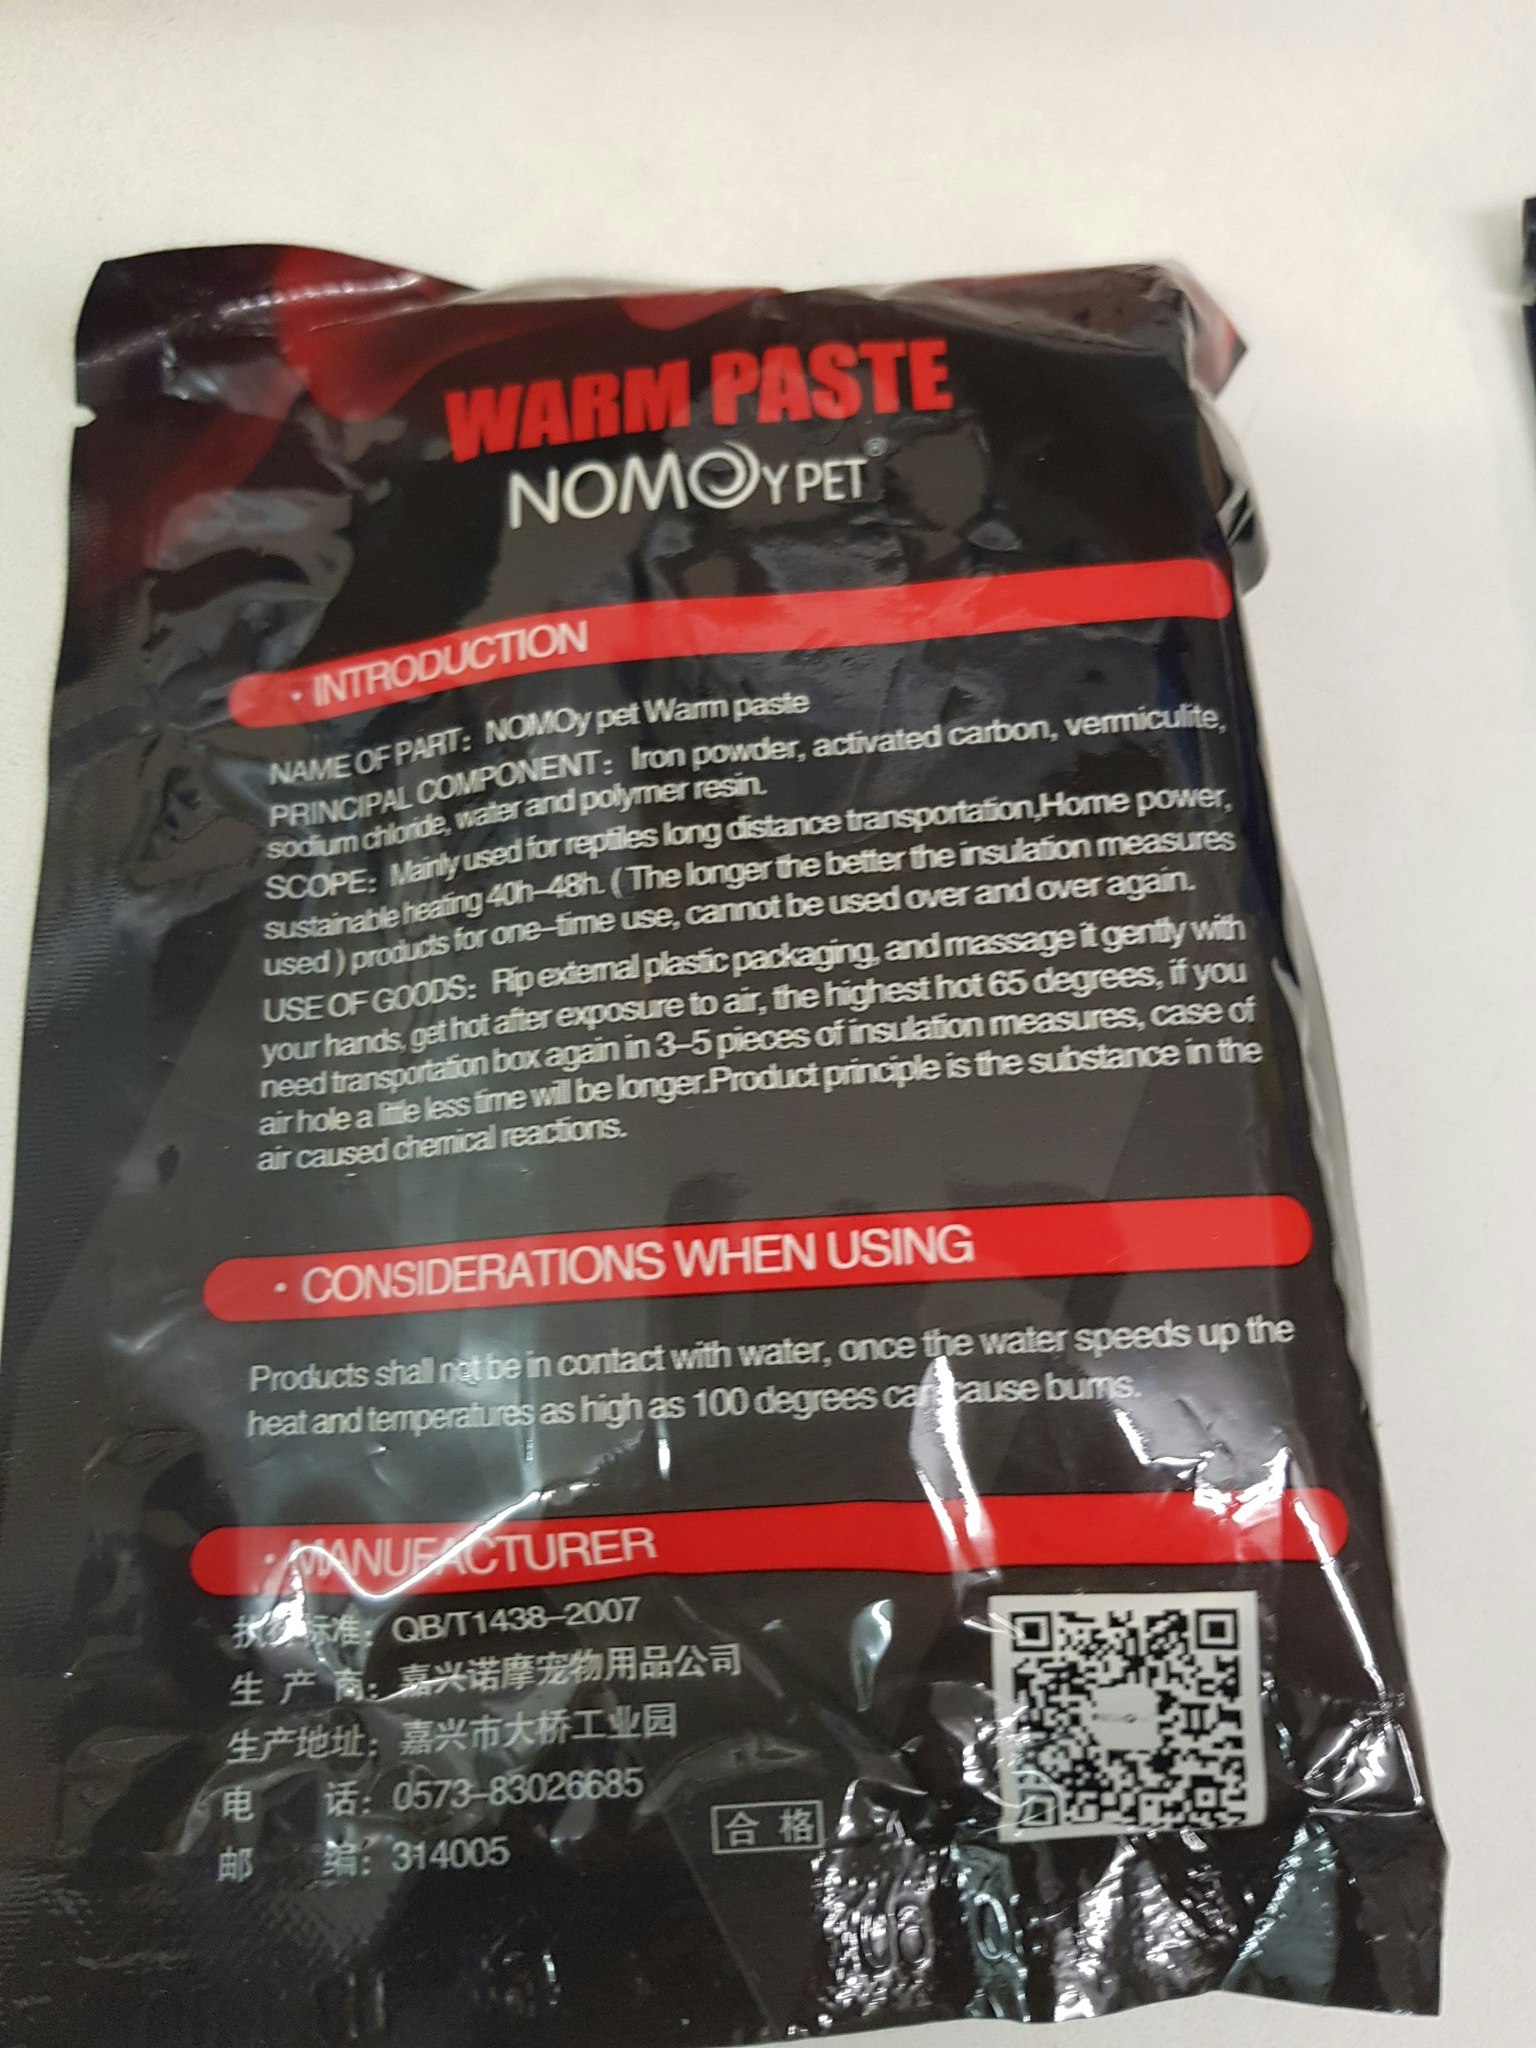 WARM PASTE
NOMOY PET®
· INTRODUCTION
NAME OF PART: NOMOy pet Warm paste
PRINCIPAL COMPONENT: Iron powder, activated carbon, vermiculite,
sodium chloride, water and polymer resin.
SCOPE: Mainly used for reptiles long distance transportation,Home power,
sustainable heating 40h-48h. ( The longer the better the insulation measures
used ) products for one-time use, cannot be used over and over again.
USE OF GOODS: Rip external plastic packaging, and massage it gently with
your hands, get hot after exposure to air, the highest hot 65 degrees, if you
need transportation box again in 3-5 pieces of insulation measures, case of
air hole a little less time will be longer.Product principle is the substance in the
air caused chemical reactions.
· CONSIDERATIONS WHEN USING
Products shall not be in contact with water, once the water speeds up the
heat and temperatures as high as 100 degrees can cause burns.
· MANUFACTURER
执行标准: QB/T1438-2007
生产商: 嘉兴诺摩宠物用品公司
生产地址: 嘉兴市大桥工业园
电话: 0573-83026685
邮编: 314005
合格